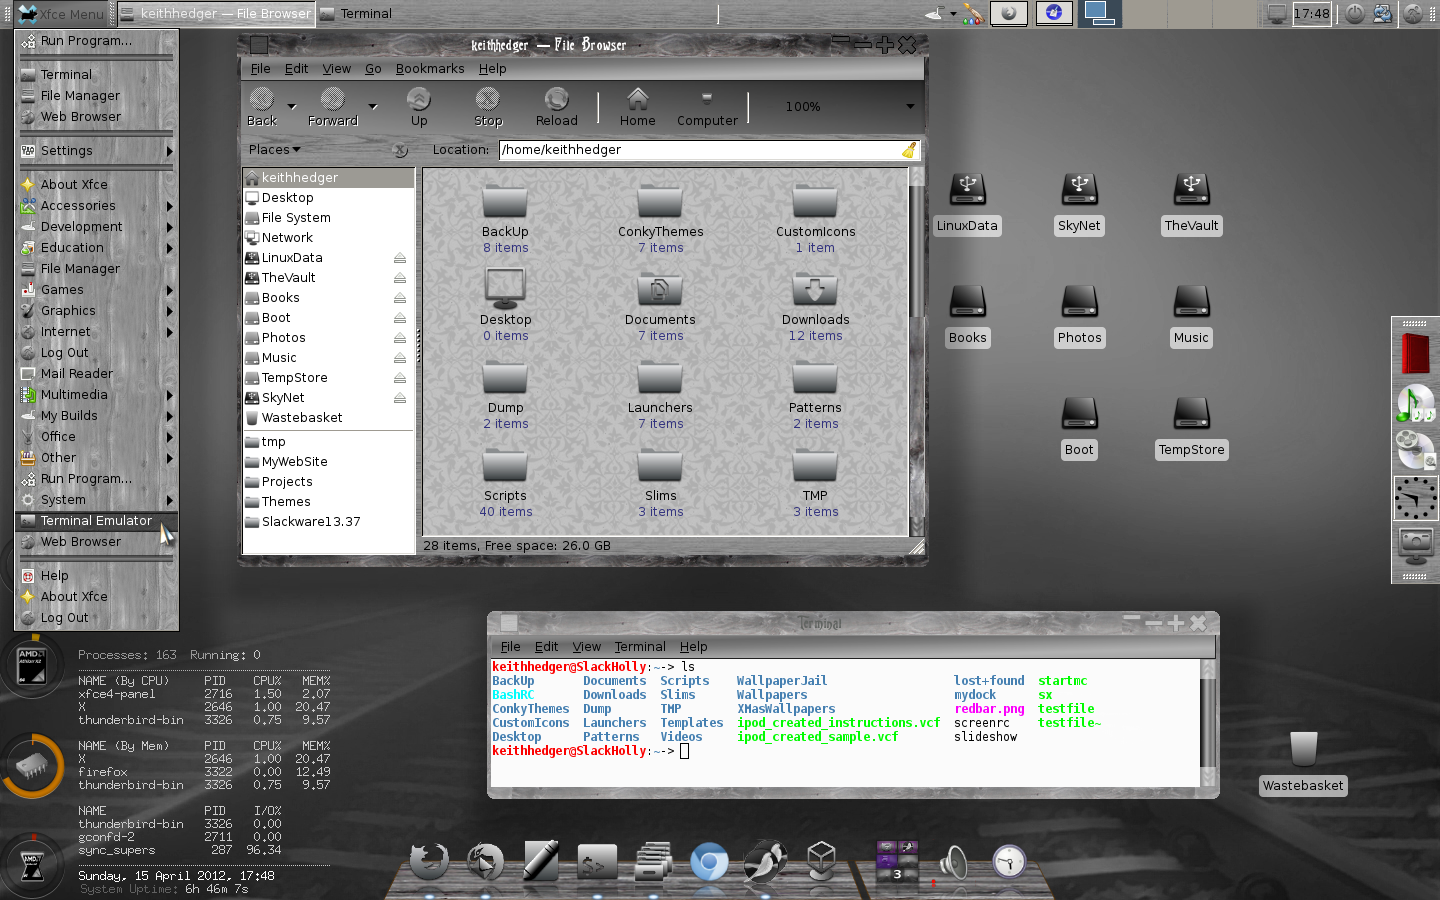 Xfce Menu
keithhedger — File Browser
Terminal
17:48
Run Program...
Terminal
File Manager
Web Browser
Settings
About Xfce
Accessories
Development
Education
File Manager
Games
Graphics
Internet
Log Out
Mail Reader
Multimedia
My Builds
Office
Other
Run Program...
System
Terminal Emulator
Web Browser
Help
About Xfce
Log Out
keithhedger — File Browser
File Edit View Go Bookmarks Help
Back Forward Up Stop Reload Home Computer 100%
Places Location: /home/keithhedger
keithhedger
Desktop
File System
Network
LinuxData
TheVault
Books
Boot
Photos
Music
TempStore
SkyNet
Wastebasket
tmp
MyWebSite
Projects
Themes
Slackware13.37
BackUp ConkyThemes CustomIcons
8 items 7 items 1 item
Desktop Documents Downloads
0 items 7 items 12 items
Dump Launchers Patterns
2 items 7 items 2 items
Scripts Slims TMP
40 items 3 items 3 items
28 items, Free space: 26.0 GB
LinuxData SkyNet TheVault
Books Photos Music
Boot TempStore
Terminal
File Edit View Terminal Help
keithhedger@SlackHolly:~-> ls
BackUp Documents Scripts WallpaperJail lost+found startmc
BashRC Downloads Slims Wallpapers mydock sx
ConkyThemes Dump TMP XMasWallpapers redbar.png testfile
CustomIcons Launchers Templates ipod_created_instructions.vcf screenrc testfile~
Desktop Patterns Videos ipod_created_sample.vcf slideshow
keithhedger@SlackHolly:~->
Wastebasket
AMD
Processes: 163 Running: 0
NAME (By CPU) PID CPU% MEM%
xfce4-panel 2716 1.50 2.07
X 2646 1.00 20.47
thunderbird-bin 3326 0.75 9.57
NAME (By Mem) PID CPU% MEM%
X 2646 1.00 20.47
firefox 3322 0.00 12.49
thunderbird-bin 3326 0.75 9.57
NAME PID I/O%
thunderbird-bin 3326 0.00
gconfd-2 2711 0.00
sync_supers 287 96.34
AMD
Sunday, 15 April 2012, 17:48
System Uptime: 6h 46m 7s
3